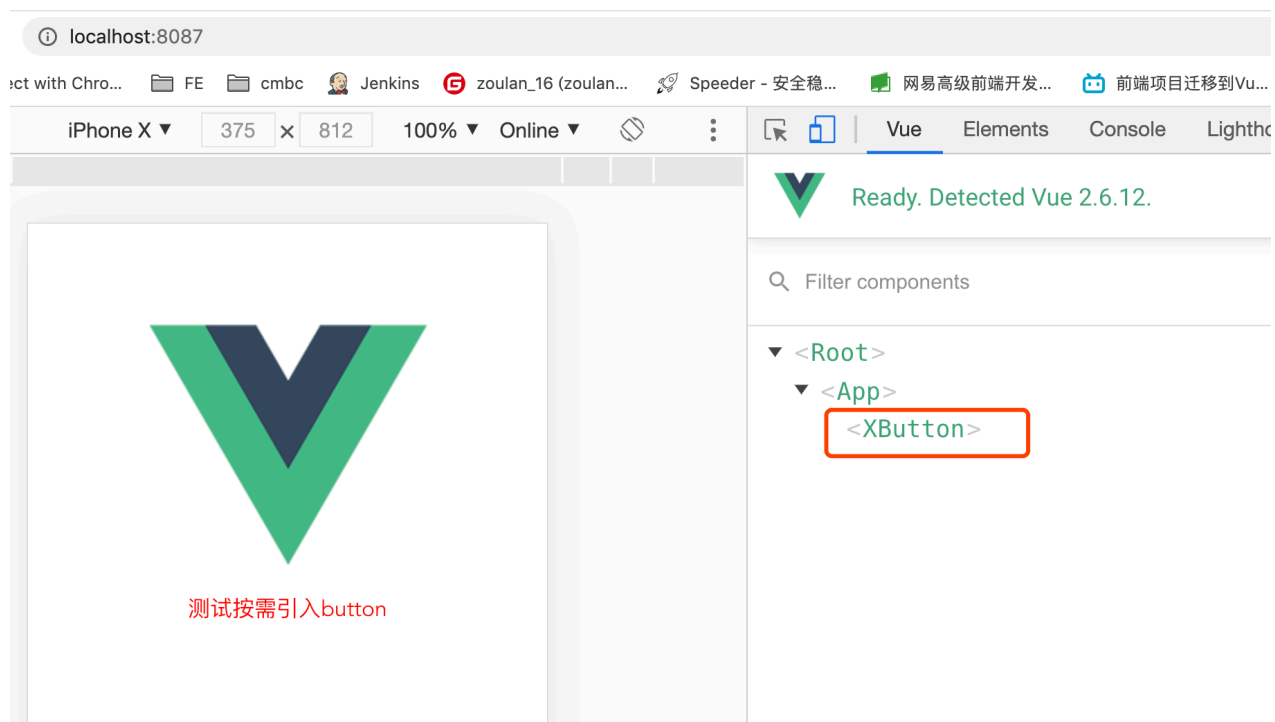 localhost:8087
ect with Chro... FE cmbc Jenkins zoulan_16 (zoulan... Speeder - 安全稳... 网易高级前端开发... 前端项目迁移到Vu...
iPhone X ▼ 375 × 812 100% ▼ Online ▼
Vue Elements Console Lightho
Ready. Detected Vue 2.6.12.
Filter components
▼ <Root>
▼ <App>
<XButton>
测试按需引入button